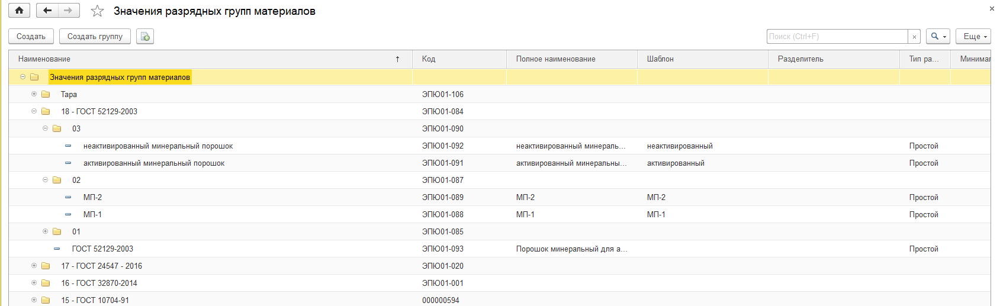 Значения разрядных групп материалов
Создать Создать группу Поиск (Ctrl+F) × Еще
Наименование ↑ Код Полное наименование Шаблон Разделитель Тип ра... Минимал
Значения разрядных групп материалов
Тара ЭПЮ01-106
18 - ГОСТ 52129-2003 ЭПЮ01-084
03 ЭПЮ01-090
неактивированный минеральный порошок ЭПЮ01-092 неактивированный минераль... неактивированный Простой
активированный минеральный порошок ЭПЮ01-091 активированный минеральны... активированный Простой
02 ЭПЮ01-087
МП-2 ЭПЮ01-089 МП-2 МП-2 Простой
МП-1 ЭПЮ01-088 МП-1 МП-1 Простой
01 ЭПЮ01-085
ГОСТ 52129-2003 ЭПЮ01-093 Порошок минеральный для а... Простой
17 - ГОСТ 24547 - 2016 ЭПЮ01-020
16 - ГОСТ 32870-2014 ЭПЮ01-001
15 - ГОСТ 10704-91 000000594